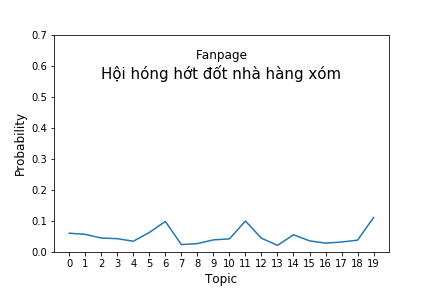 Fanpage
Hội hóng hớt đốt nhà hàng xóm
0.7
0.6
0.5
0.4
0.3
0.2
0.1
0.0
Probability
0 1 2 3 4 5 6 7 8 9 10 11 12 13 14 15 16 17 18 19
Topic